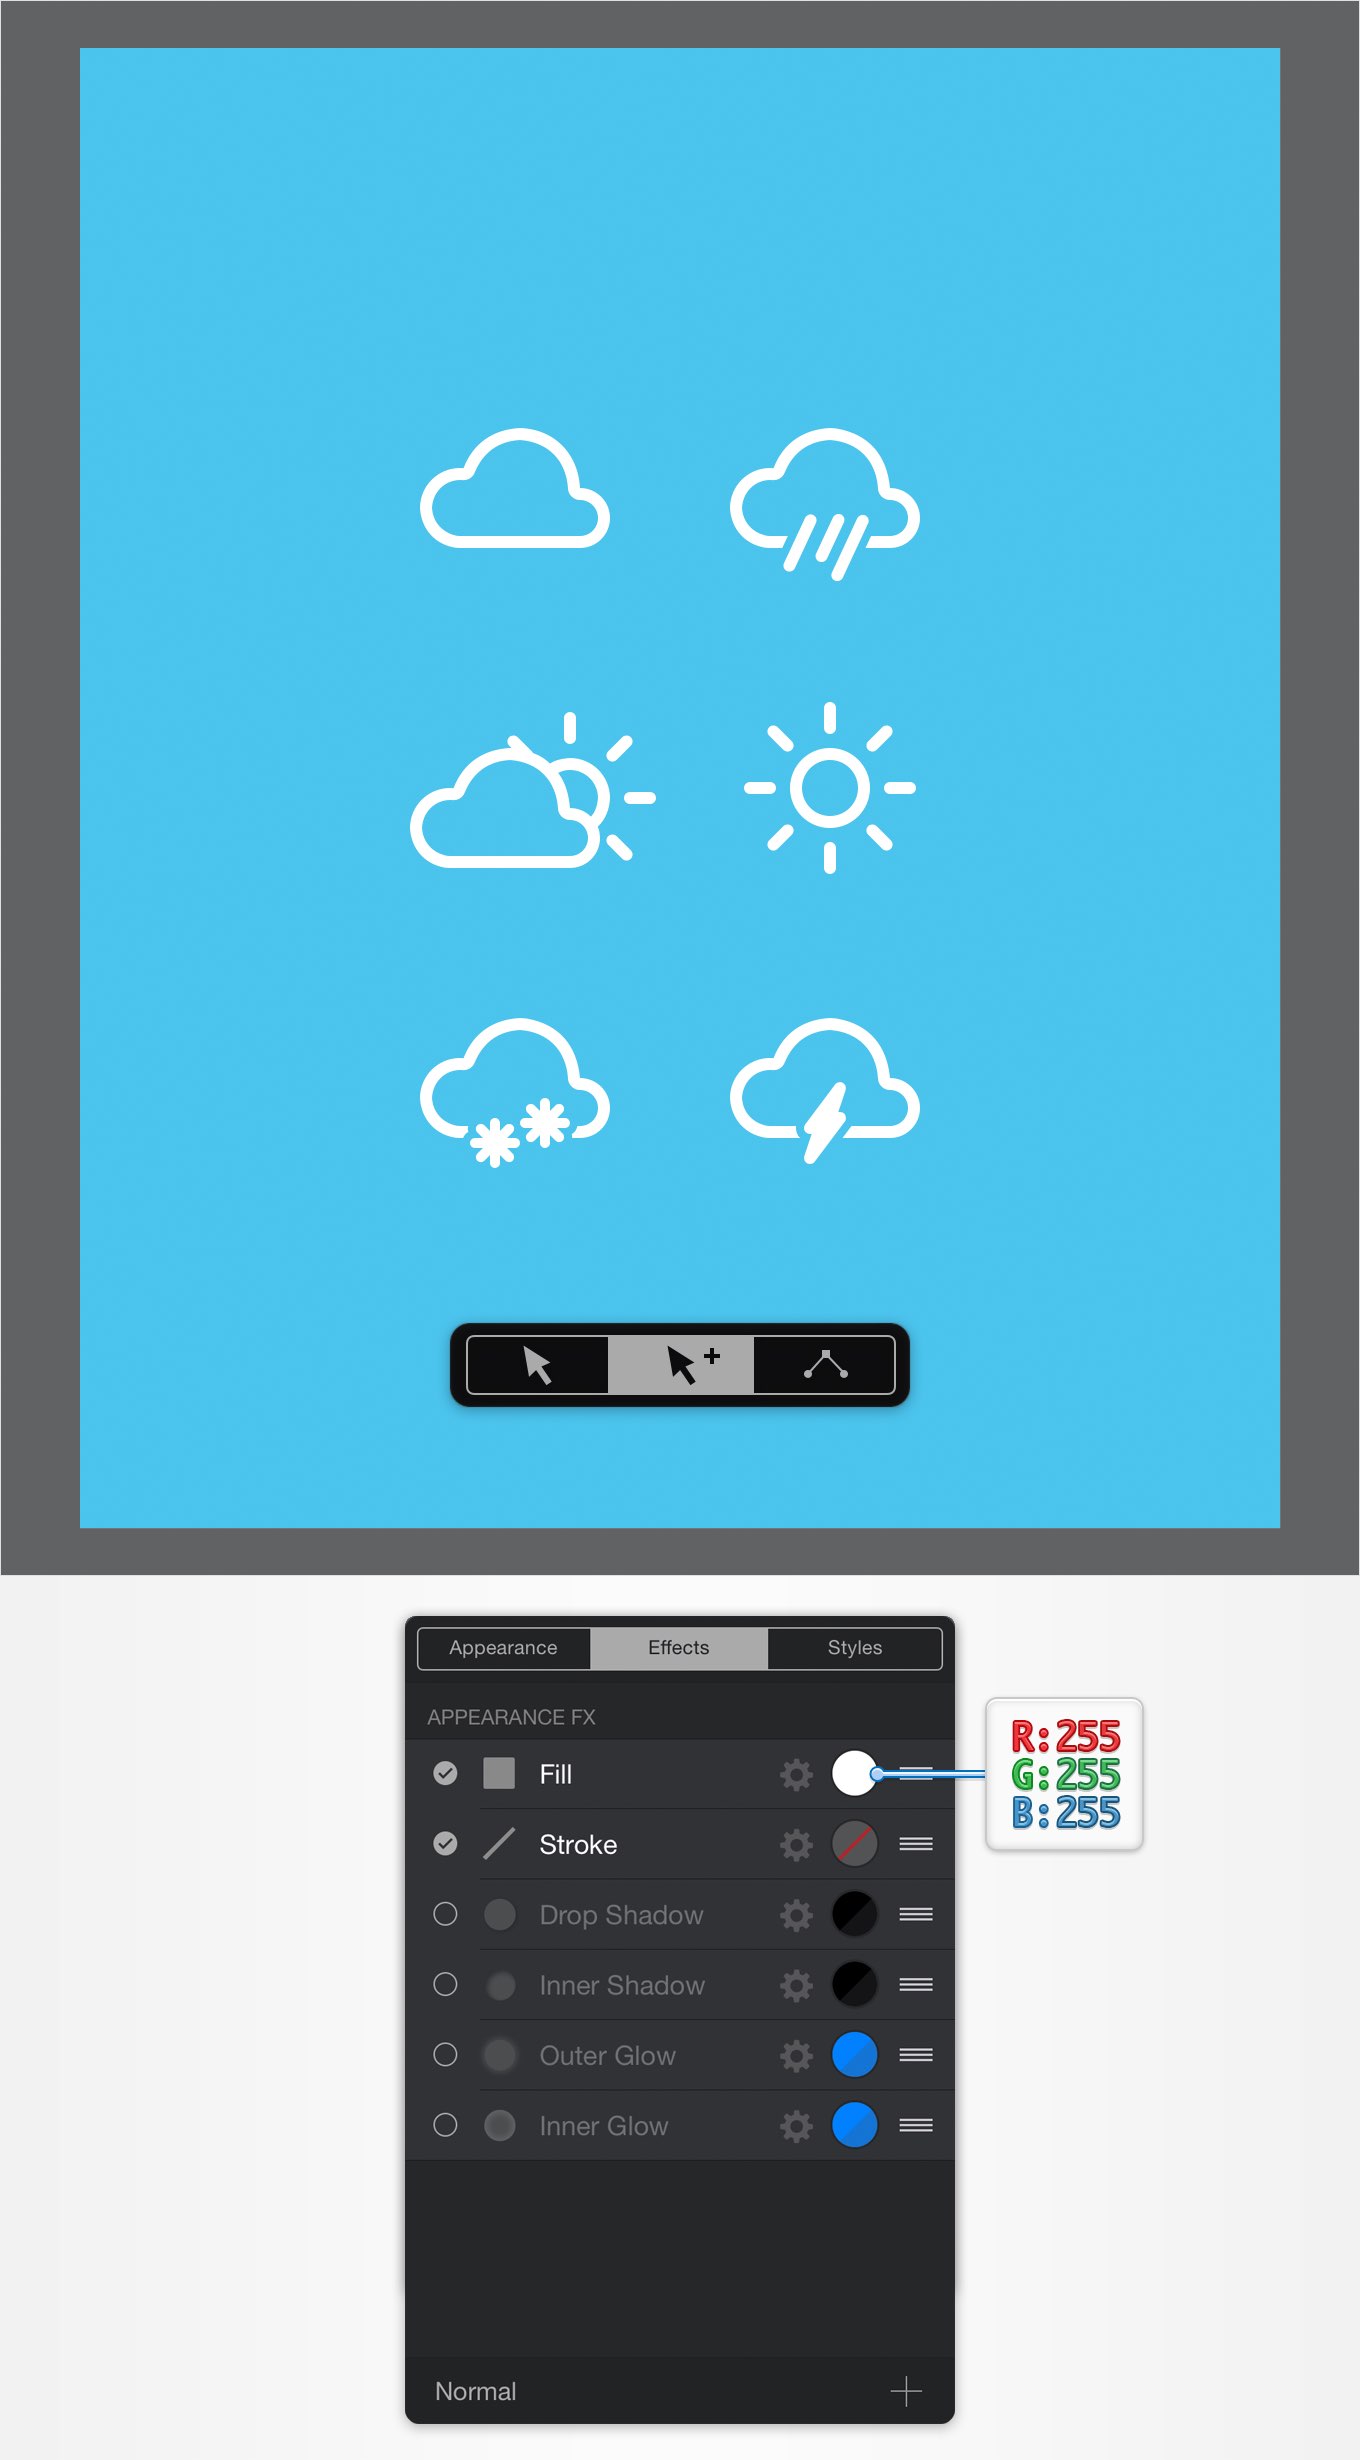 Appearance Effects Styles
APPEARANCE FX
Fill
R:255
G:255
B:255
Stroke
Drop Shadow
Inner Shadow
Outer Glow
Inner Glow
Normal